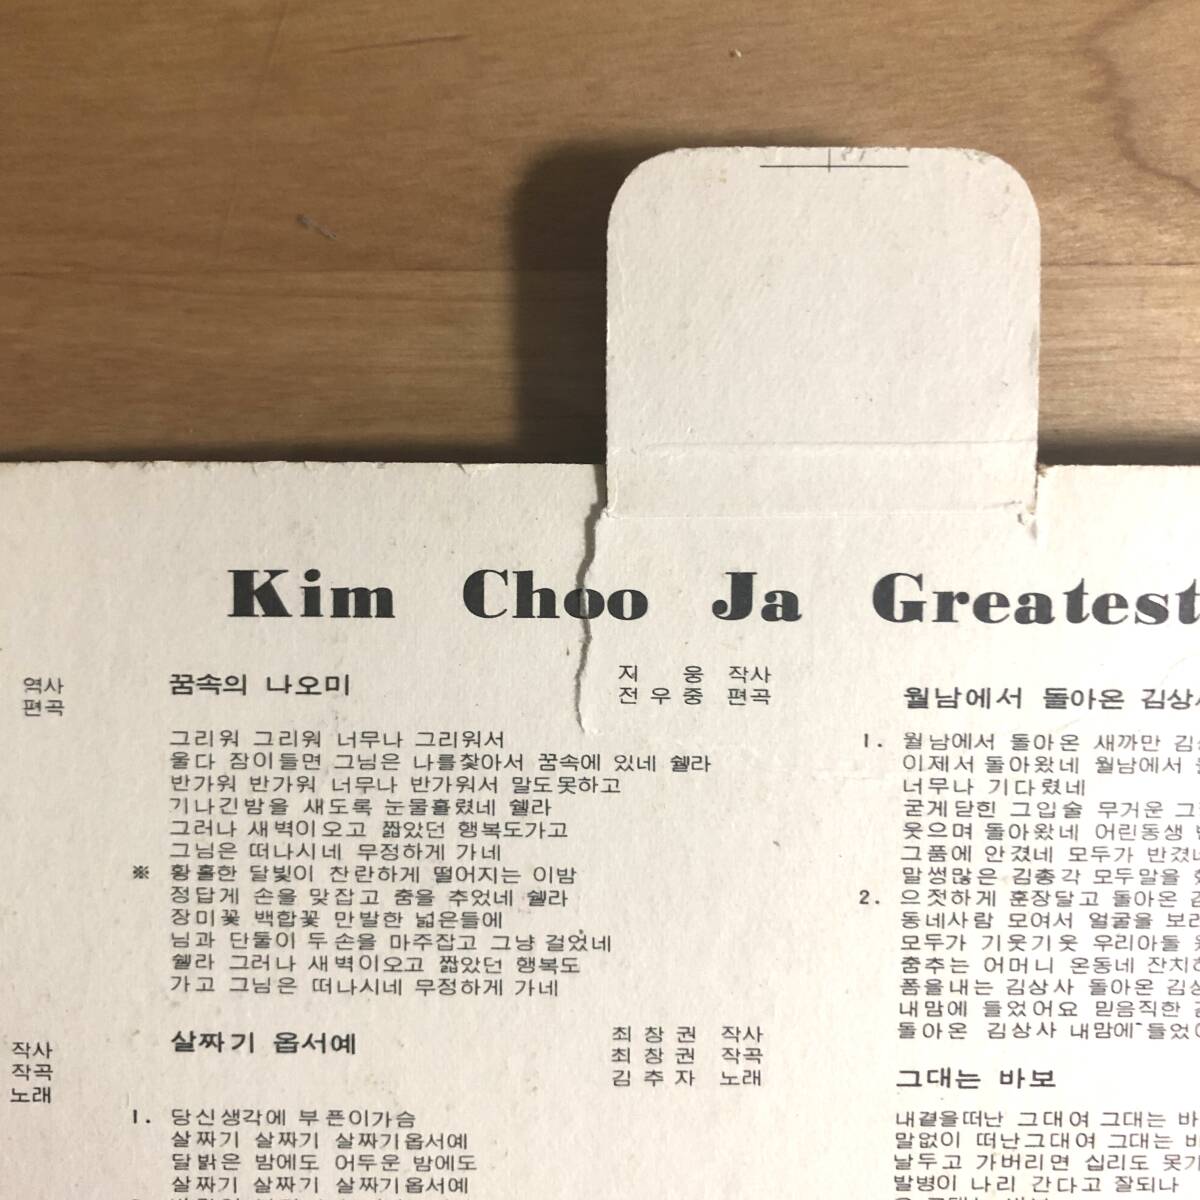 Kim Choo Ja Greatest
역사
편곡
꿈속의 나오미
지 웅 작사
전우중 편곡
그리워 그리워 너무나 그리워서
울다 잠이들면 그님은 나를찾아서 꿈속에 있네 쉘라
반가워 반가워 너무나 반가워서 말도못하고
기나긴밤을 새도록 눈물흘렸네 쉘라
그러나 새벽이오고 짧았던 행복도가고
그님은 떠나시네 무정하게 가네
※ 황홀한 달빛이 찬란하게 떨어지는 이밤
정답게 손을 맞잡고 춤을 추었네 쉘라
장미꽃 백합꽃 만발한 넓은들에
님과 단둘이 두손을 마주잡고 그냥 걸었네
쉘라 그러나 새벽이오고 짧았던 행복도
가고 그님은 떠나시네 무정하게 가네
작사
작곡
노래
살짜기 옵서예
최창권 작사
최창권 작곡
김추자 노래
1. 당신생각에 부푼이가슴
살짜기 살짜기 살짜기옵서예
달밝은 밤에도 어두운 밤에도
살짜기 살짜기 살짜기옵서예
월남에서 돌아온 김상사
1. 월남에서 돌아온 새까만 김
이제서 돌아왔네 월남에서
너무나 기다렸네
굳게닫힌 그입술 무거운
웃으며 돌아왔네 어린동생
그품에 안겼네 모두가 반겼네
말썽많은 김총각 모두말을
2. 으젓하게 훈장달고 돌아온
동네사람 모여서 얼굴을 보
모두가 기웃기웃 우리아들
춤추는 어머니 온동네 잔치
폼을내는 김상사 돌아온 김상
내맘에 들었어요 믿음직한
돌아온 김상사 내맘에 들었
그대는 바보
내곁을떠난 그대여 그대는 바
말없이 떠난그대여 그대는
날두고 가버리면 십리도 못가
발병이 나리 간다고 잘되나